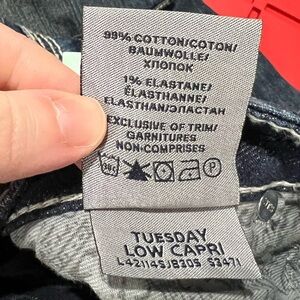 99% COTTON/COTON/
BAUMWOLLE/
ХЛОПОК
1% ELASTANE/
ÉLASTHANNE/
ELASTHAN/ЭЛАСТАН
EXCLUSIVE OF TRIM/
GARNITURES
NON-COMPRISES
TUESDAY
LOW CAPRI